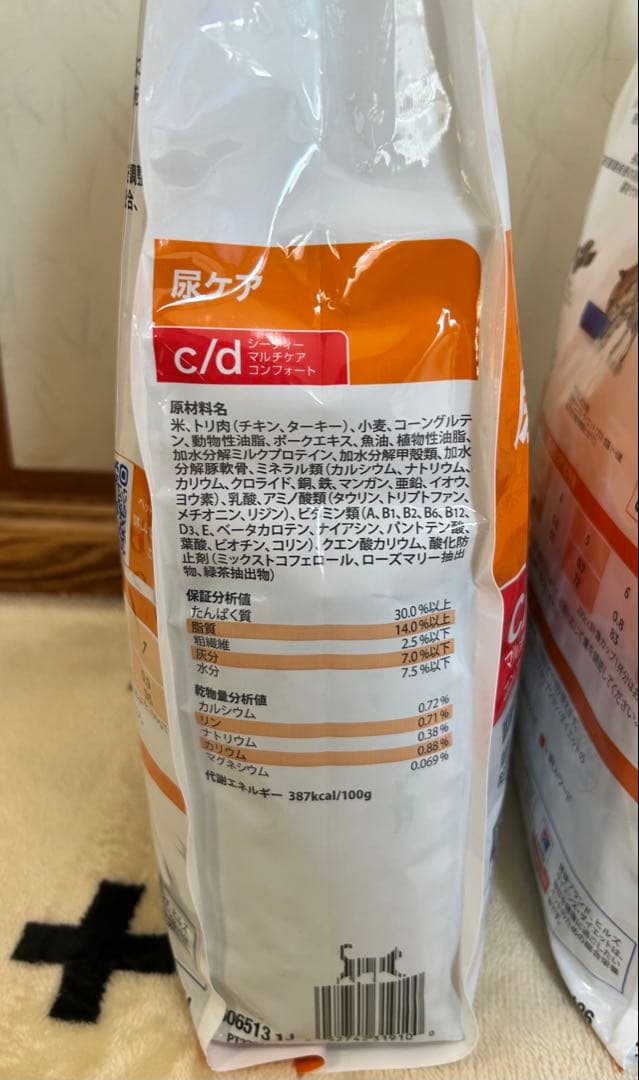 尿ケア
c/d
シーディー
マルチケア
コンフォート
原材料名
米、トリ肉(チキン、ターキー)、小麦、コーングルテ
ン、動物性油脂、ポークエキス、魚油、植物性油脂、
加水分解ミルクプロテイン、加水分解甲殻類、加水
分解豚軟骨、ミネラル類(カルシウム、ナトリウム、
カリウム、クロライド、銅、鉄、マンガン、亜鉛、イオウ、
ヨウ素)、乳酸、アミノ酸類(タウリン、トリプトファン、
メチオニン、リジン)、ビタミン類(A、B1、B2、B6、B12、
D3、E、ベータカロテン、ナイアシン、パントテン酸、
葉酸、ビオチン、コリン)、クエン酸カリウム、酸化防
止剤(ミックストコフェロール、ローズマリー抽出
物、緑茶抽出物)
保証分析値
たんぱく質 30.0%以上
脂質 14.0%以上
粗繊維 2.5%以下
灰分 7.0%以下
水分 7.5%以下
乾物量分析値
カルシウム 0.72%
リン 0.71%
ナトリウム 0.38%
カリウム 0.88%
マグネシウム 0.069%
代謝エネルギー 387kcal/100g